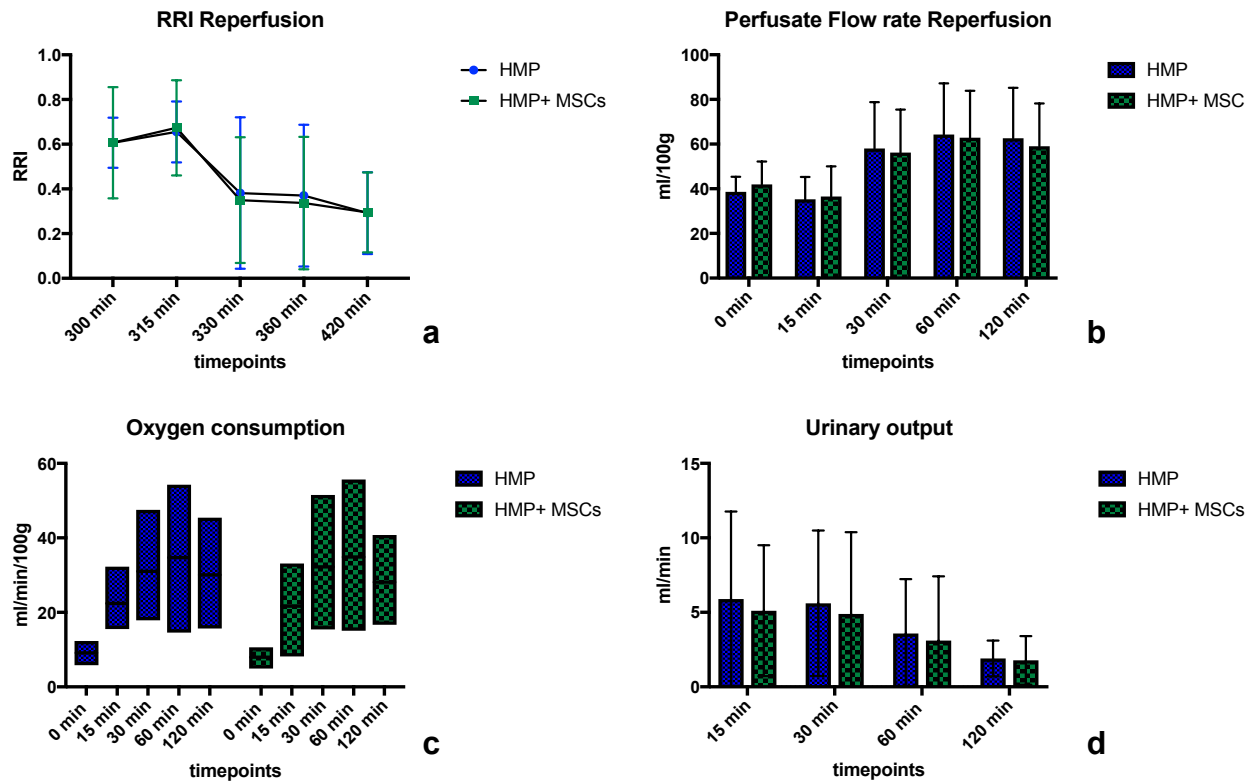 RRI Reperfusion
1.0
0.8
0.6
0.4
0.2
0.0
RRI
300 min
315 min
330 min
360 min
420 min
timepoints
HMP
HMP+ MSCs
a
Perfusate Flow rate Reperfusion
100
80
60
40
20
0
ml/100g
0 min
15 min
30 min
60 min
120 min
timepoints
HMP
HMP+ MSC
b
Oxygen consumption
60
40
20
0
ml/min/100g
0 min
15 min
30 min
60 min
120 min
0 min
15 min
30 min
60 min
120 min
timepoints
HMP
HMP+ MSCs
c
Urinary output
15
10
5
0
ml/min
15 min
30 min
60 min
120 min
timepoints
HMP
HMP+ MSCs
d